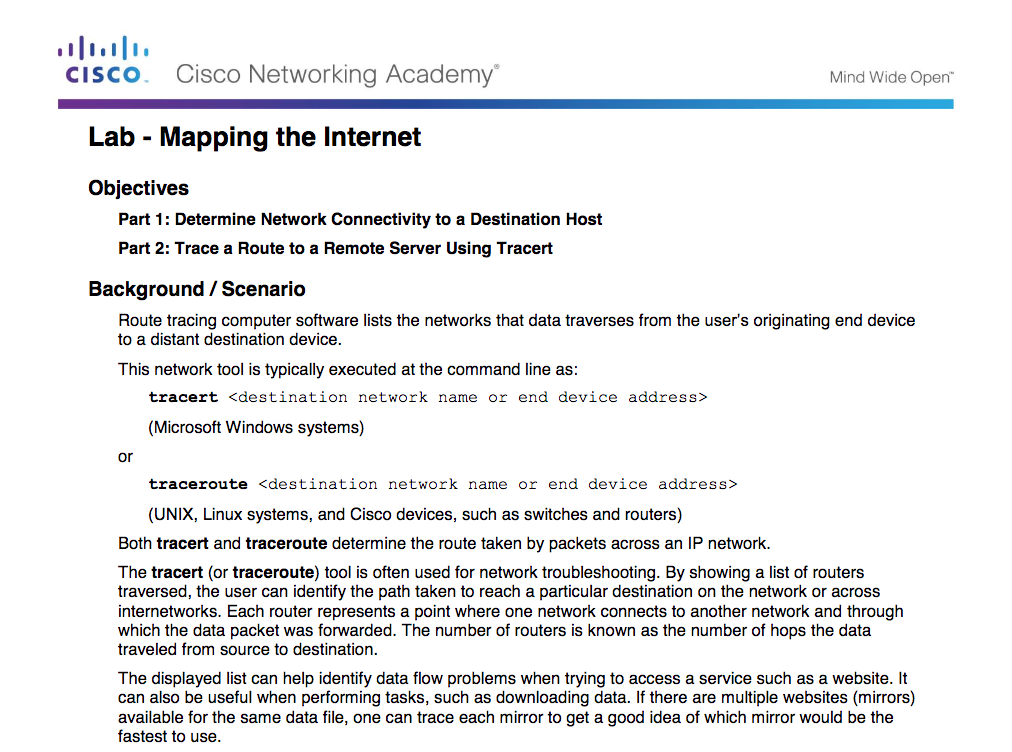 CISCO™ Cisco Networking Academy® Mind Wide Open™
Lab - Mapping the Internet
Objectives
Part 1: Determine Network Connectivity to a Destination Host
Part 2: Trace a Route to a Remote Server Using Tracert
Background / Scenario
Route tracing computer software lists the networks that data traverses from the user's originating end device
to a distant destination device.
This network tool is typically executed at the command line as:
tracert <destination network name or end device address>
(Microsoft Windows systems)
or
traceroute <destination network name or end device address>
(UNIX, Linux systems, and Cisco devices, such as switches and routers)
Both tracert and traceroute determine the route taken by packets across an IP network.
The tracert (or traceroute) tool is often used for network troubleshooting. By showing a list of routers
traversed, the user can identify the path taken to reach a particular destination on the network or across
internetworks. Each router represents a point where one network connects to another network and through
which the data packet was forwarded. The number of routers is known as the number of hops the data
traveled from source to destination.
The displayed list can help identify data flow problems when trying to access a service such as a website. It
can also be useful when performing tasks, such as downloading data. If there are multiple websites (mirrors)
available for the same data file, one can trace each mirror to get a good idea of which mirror would be the
fastest to use.